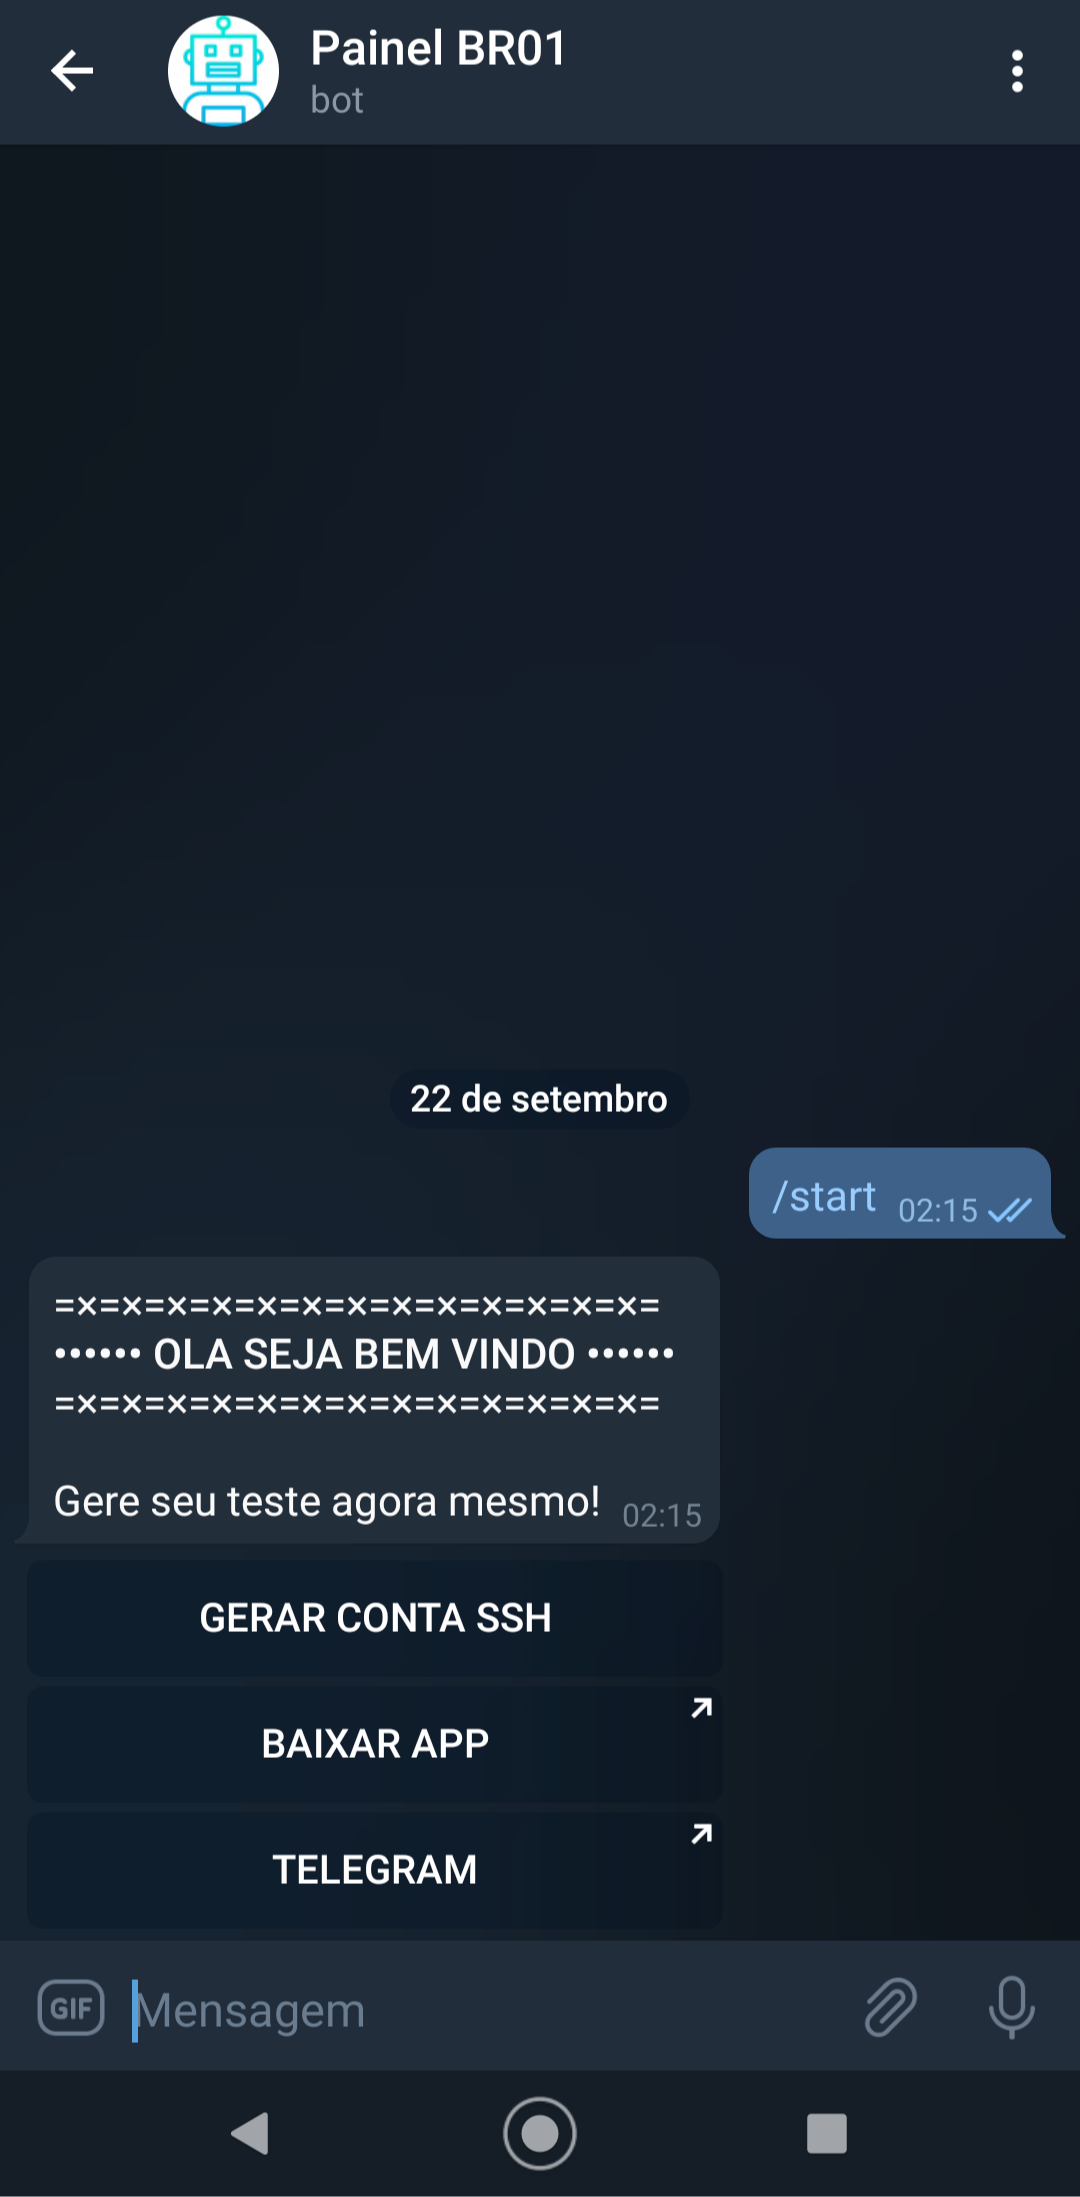 Painel BR01
bot
22 de setembro
/start 02:15
=×=×=×=×=×=×=×=×=×=×=×=×=×=
•••••• OLA SEJA BEM VINDO ••••••
=×=×=×=×=×=×=×=×=×=×=×=×=×=
Gere seu teste agora mesmo! 02:15
GERAR CONTA SSH
BAIXAR APP
TELEGRAM
GIF Mensagem